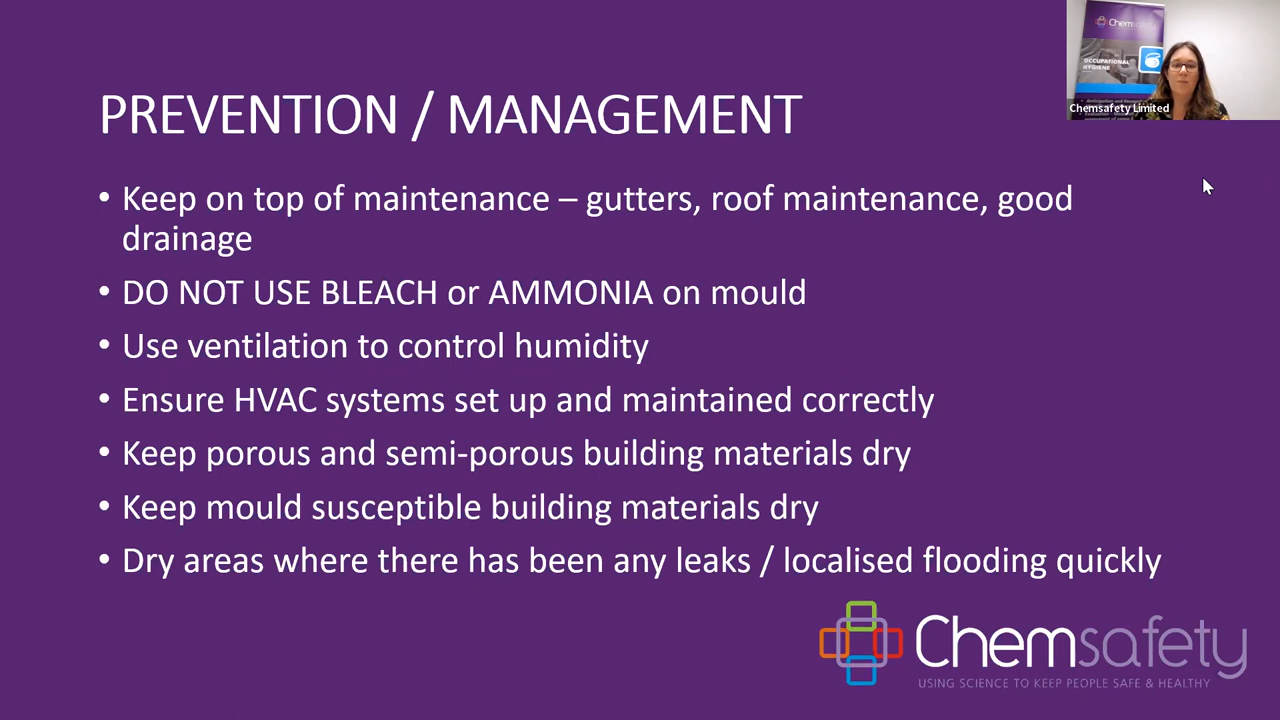 Chemsafety
OCCUPATIONAL
HYGIENE
Chemsafety Limited
PREVENTION / MANAGEMENT
• Keep on top of maintenance – gutters, roof maintenance, good
drainage
• DO NOT USE BLEACH or AMMONIA on mould
• Use ventilation to control humidity
• Ensure HVAC systems set up and maintained correctly
• Keep porous and semi-porous building materials dry
• Keep mould susceptible building materials dry
• Dry areas where there has been any leaks / localised flooding quickly
Chemsafety
USING SCIENCE TO KEEP PEOPLE SAFE & HEALTHY